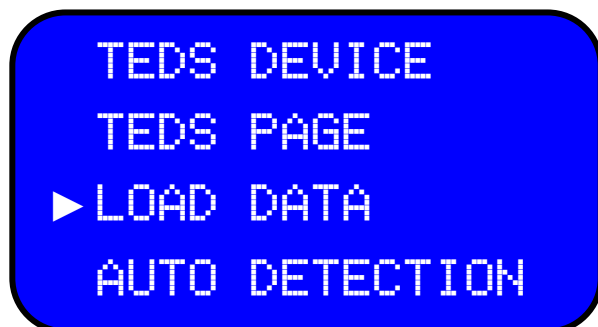 TEDS DEVICE
TEDS PAGE
►LOAD DATA
AUTO DETECTION